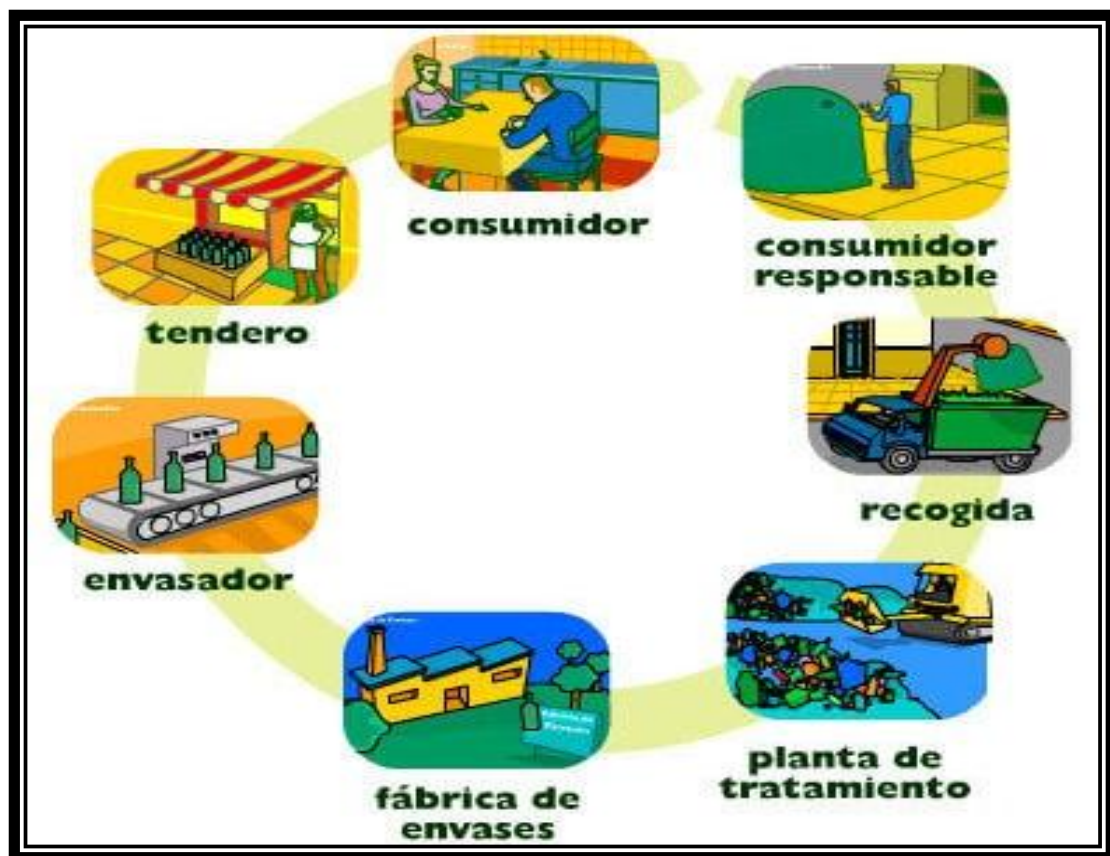 consumidor
consumidor
responsable
recogida
planta de
tratamiento
fábrica de
envases
envasador
tendero